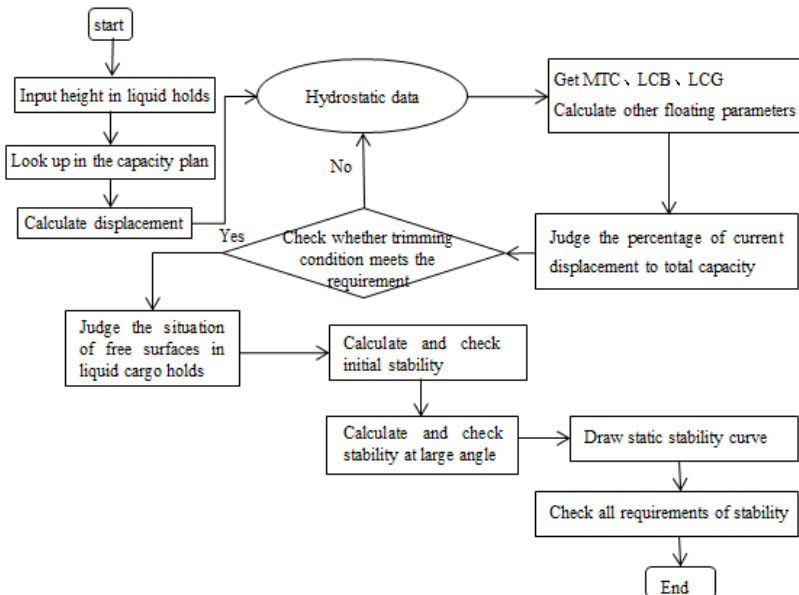 start
Input height in liquid holds
Look up in the capacity plan
Calculate displacement
Hydrostatic data
Get MTC、LCB、LCG
Calculate other floating parameters
Judge the percentage of current
displacement to total capacity
No
Yes
Check whether trimming
condition meets the
requirement
Judge the situation
of free surfaces in
liquid cargo holds
Calculate and check
initial stability
Calculate and check
stability at large angle
Draw static stability curve
Check all requirements of stability
End